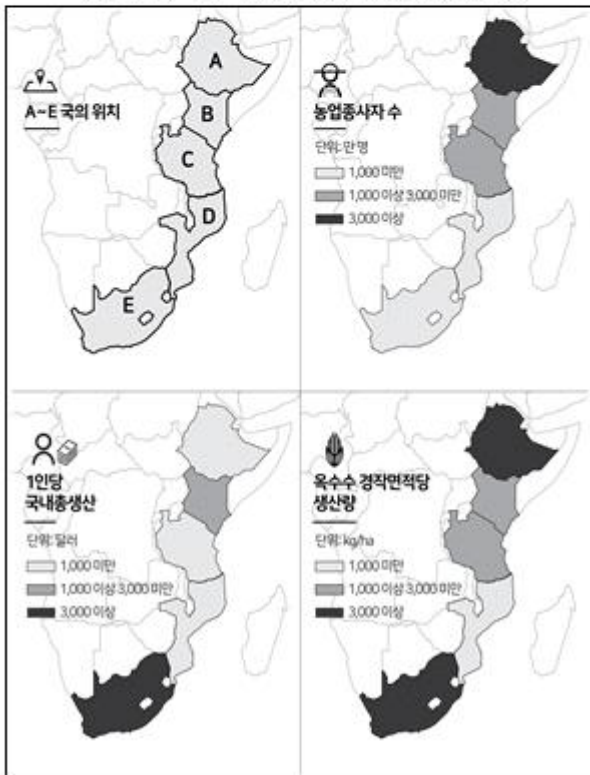 A~E 국의 위치
A
B
C
D
E
농업종사자 수
단위: 만 명
1,000 미만
1,000 이상 3,000 미만
3,000 이상
1인당
국내총생산
단위: 달러
1,000 미만
1,000 이상 3,000 미만
3,000 이상
옥수수 경작면적당
생산량
단위: kg/ha
1,000 미만
1,000 이상 3,000 미만
3,000 이상